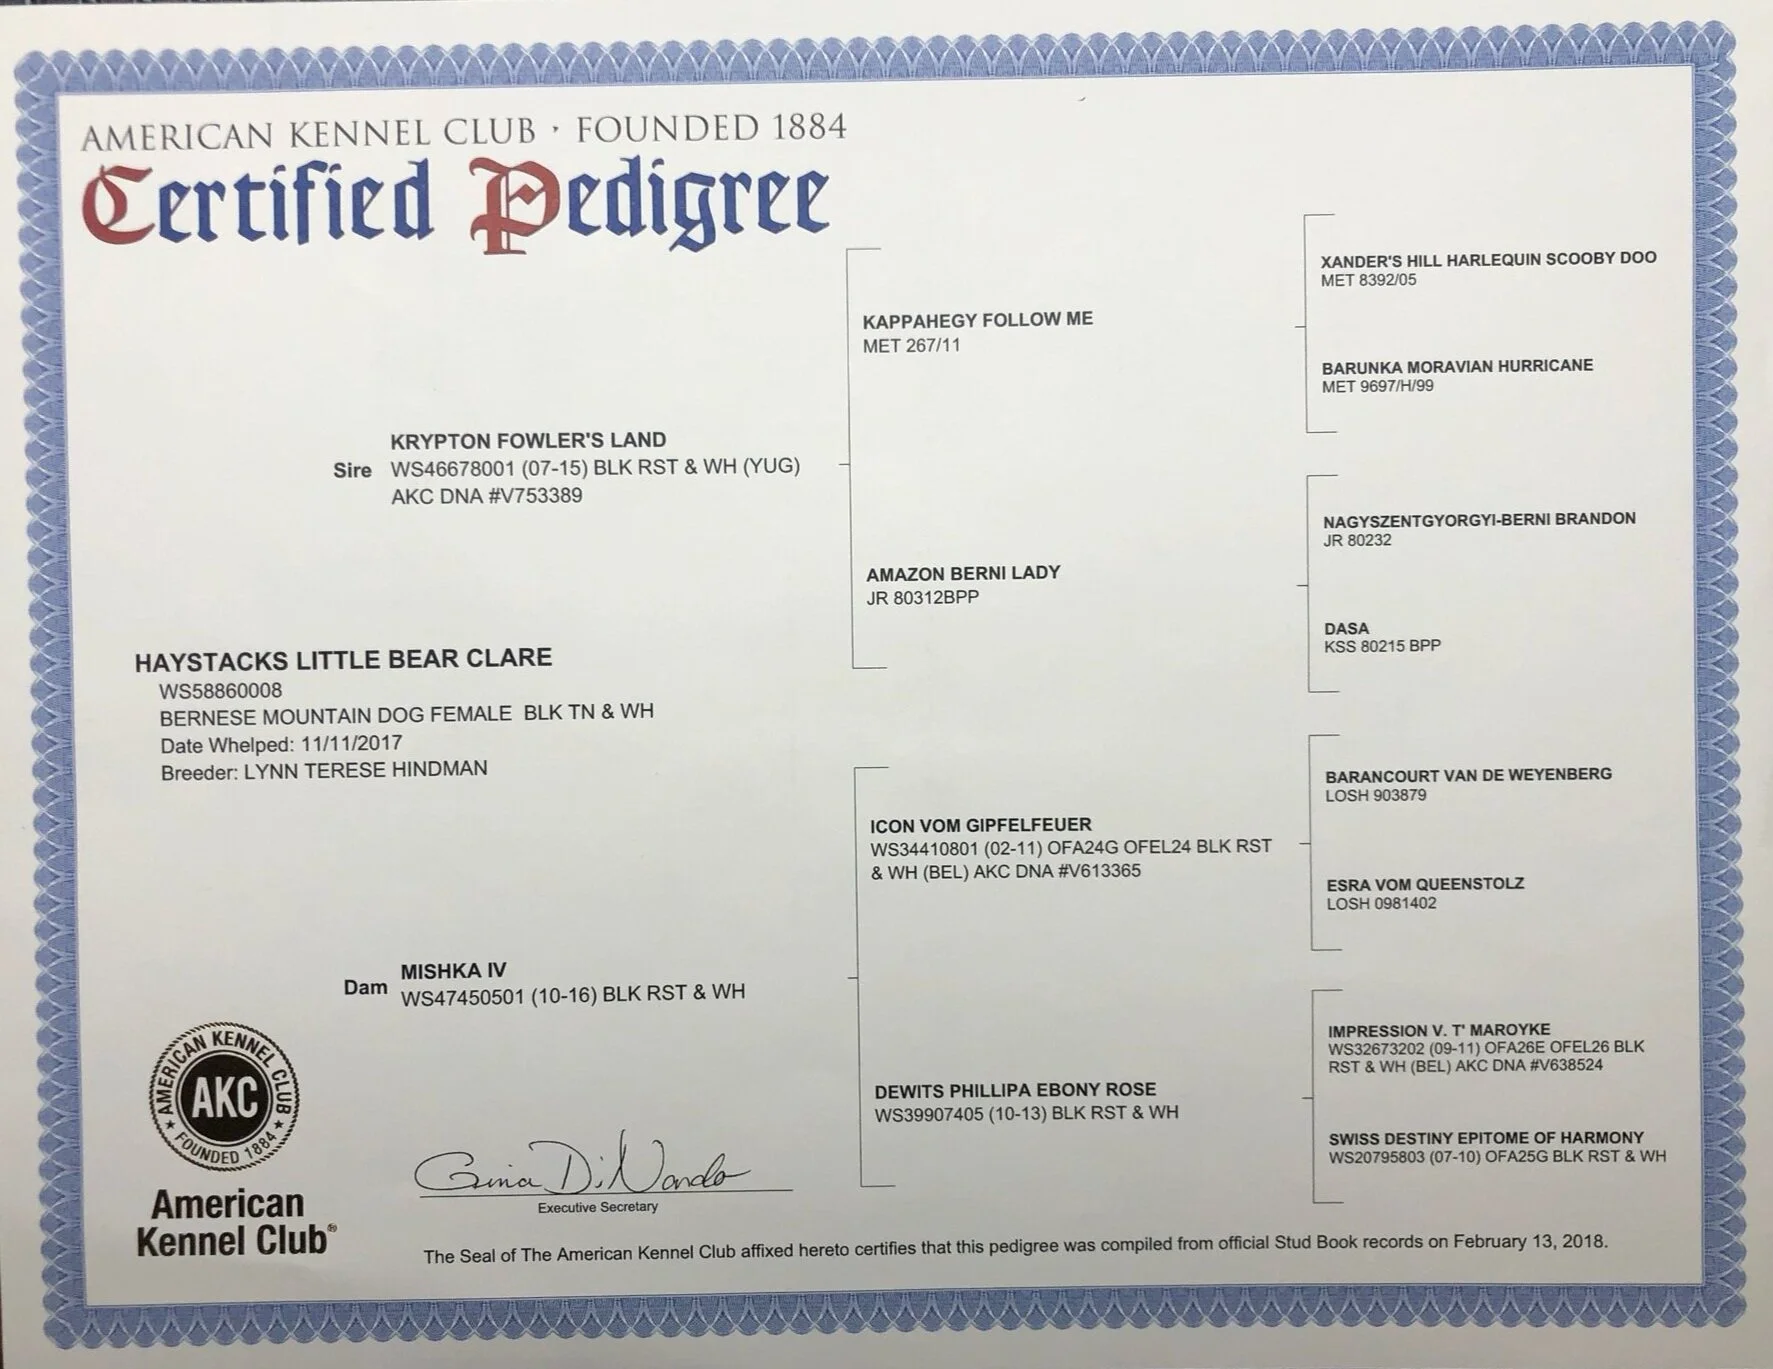 AMERICAN KENNEL CLUB · FOUNDED 1884
Certified Pedigree
KRYPTON FOWLER'S LAND
Sire WS46678001 (07-15) BLK RST & WH (YUG)
AKC DNA #V753389
HAYSTACKS LITTLE BEAR CLARE
WS58860008
BERNESE MOUNTAIN DOG FEMALE BLK TN & WH
Date Whelped: 11/11/2017
Breeder: LYNN TERESE HINDMAN
MISHKA IV
Dam WS47450501 (10-16) BLK RST & WH
KAPPAHEGY FOLLOW ME
MET 267/11
AMAZON BERNI LADY
JR 80312BPP
ICON VOM GIPFELFEUER
WS34410801 (02-11) OFA24G OFEL24 BLK RST
& WH (BEL) AKC DNA #V613365
DEWITS PHILLIPA EBONY ROSE
WS39907405 (10-13) BLK RST & WH
XANDER'S HILL HARLEQUIN SCOOBY DOO
MET 8392/05
BARUNKA MORAVIAN HURRICANE
MET 9697/H/99
NAGYSZENTGYORGYI-BERNI BRANDON
JR 80232
DASA
KSS 80215 BPP
BARANCOURT VAN DE WEYENBERG
LOSH 903879
ESRA VOM QUEENSTOLZ
LOSH 0981402
IMPRESSION V. T' MAROYKE
WS32673202 (09-11) OFA26E OFEL26 BLK
RST & WH (BEL) AKC DNA #V638524
SWISS DESTINY EPITOME OF HARMONY
WS20795803 (07-10) OFA25G BLK RST & WH
AMERICAN KENNEL CLUB
AKC
★ FOUNDED 1884 ★
American
Kennel Club®
Gina DiNardo
Executive Secretary
The Seal of The American Kennel Club affixed hereto certifies that this pedigree was compiled from official Stud Book records on February 13, 2018.